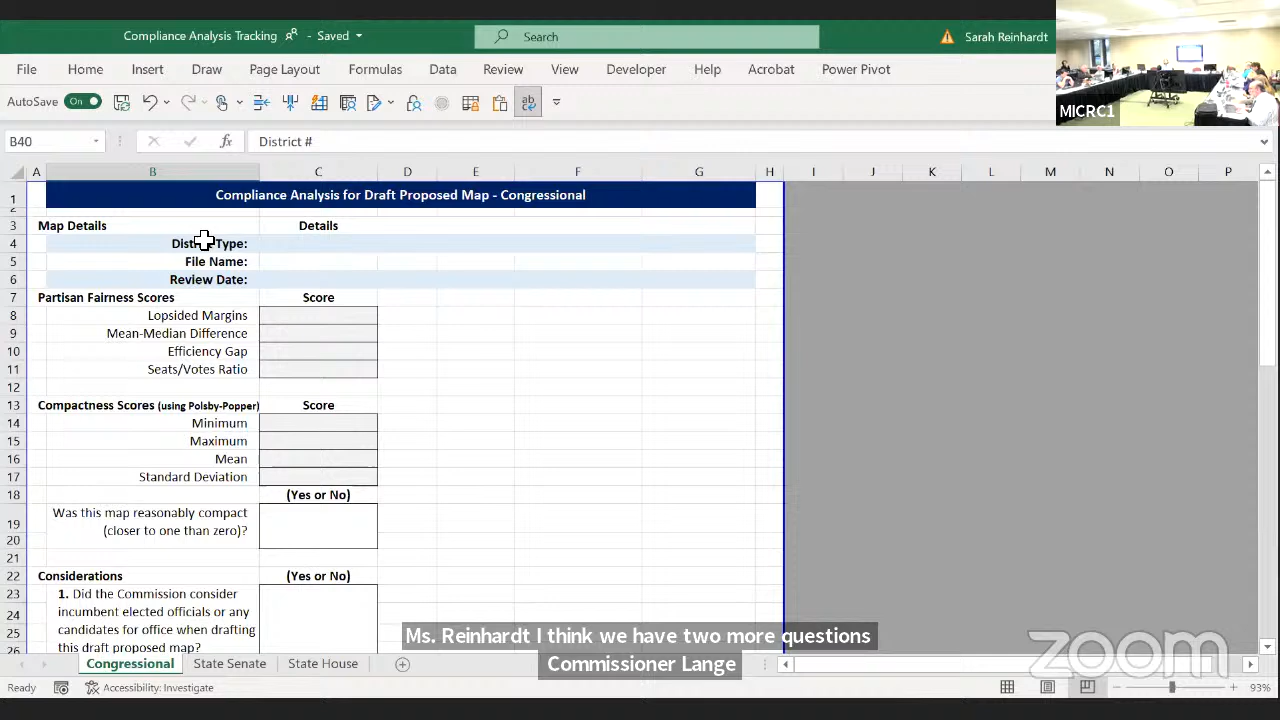 Compliance Analysis Tracking
Saved
Search
Sarah Reinhardt
File Home Insert Draw Page Layout Formulas Data Review View Developer Help Acrobat Power Pivot
AutoSave On
MICRC1
B40 fx District #
A B C D E F G H I J K L M N O P
1 Compliance Analysis for Draft Proposed Map - Congressional
2
3 Map Details Details
4 District Type:
5 File Name:
6 Review Date:
7 Partisan Fairness Scores Score
8 Lopsided Margins
9 Mean-Median Difference
10 Efficiency Gap
11 Seats/Votes Ratio
12
13 Compactness Scores (using Polsby-Popper) Score
14 Minimum
15 Maximum
16 Mean
17 Standard Deviation
18 (Yes or No)
19 Was this map reasonably compact
20 (closer to one than zero)?
21
22 Considerations (Yes or No)
23 1. Did the Commission consider
24 incumbent elected officials or any
25 candidates for office when drafting
26 this draft proposed map?
Ms. Reinhardt I think we have two more questions
Commissioner Lange
zoom
Congressional State Senate State House
Ready Accessibility: Investigate 93%